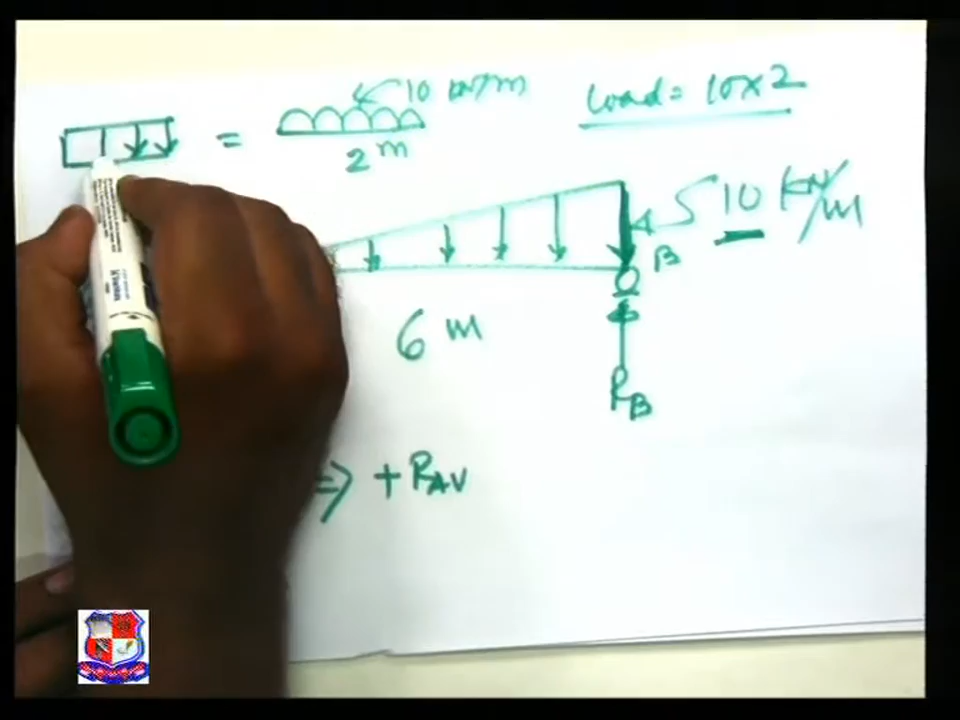 = 10 kN/m Load = 10×2
2 m
10 kN/m
B
6 m
R_B
=> + R_AV